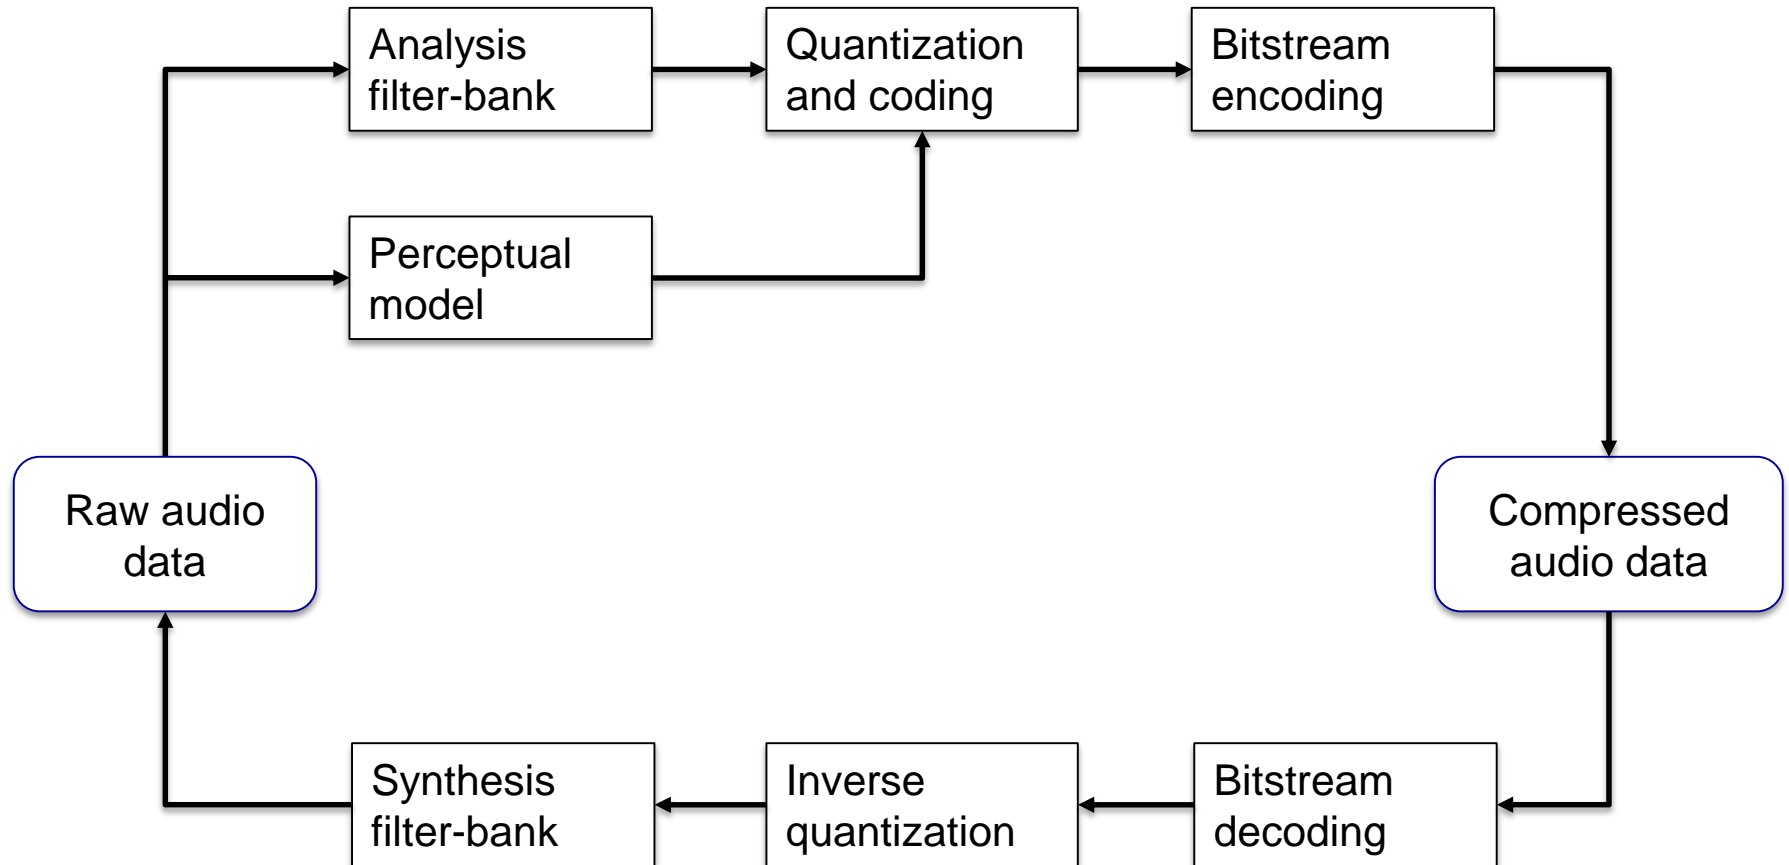 Analysis
filter-bank
Quantization
and coding
Bitstream
encoding
Perceptual
model
Raw audio
data
Compressed
audio data
Synthesis
filter-bank
Inverse
quantization
Bitstream
decoding